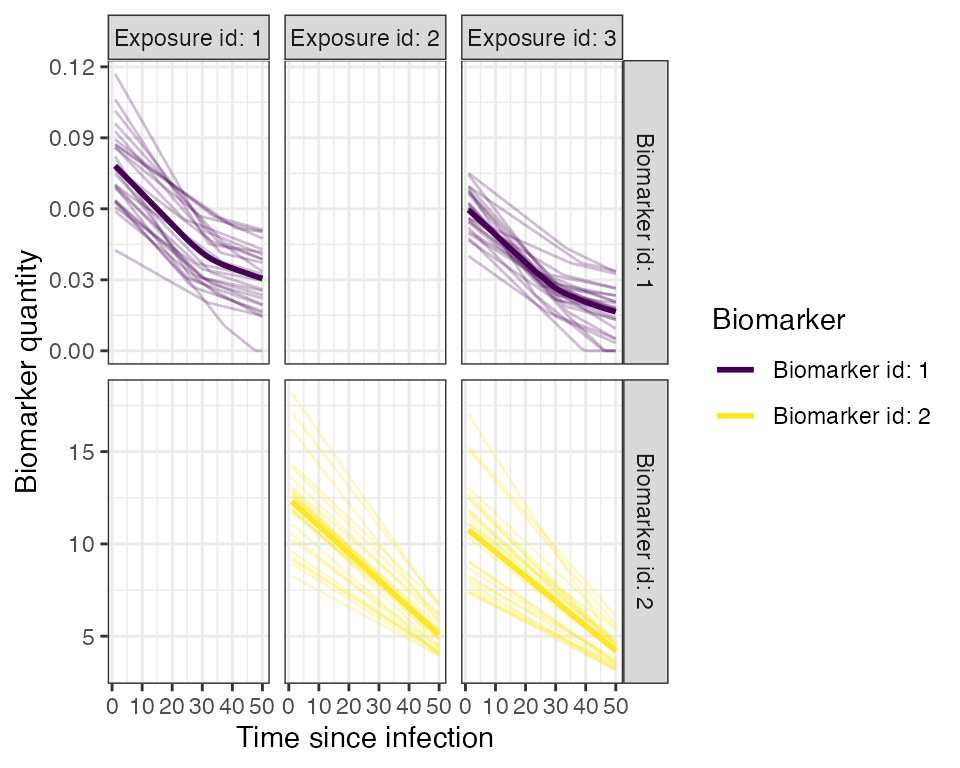 Exposure id: 1
Exposure id: 2
Exposure id: 3
0.12
0.09
0.06
0.03
0.00
Biomarker id: 1
15
10
5
Biomarker id: 2
0 10 20 30 40 50
0 10 20 30 40 50
0 10 20 30 40 50
Time since infection
Biomarker quantity
Biomarker
Biomarker id: 1
Biomarker id: 2